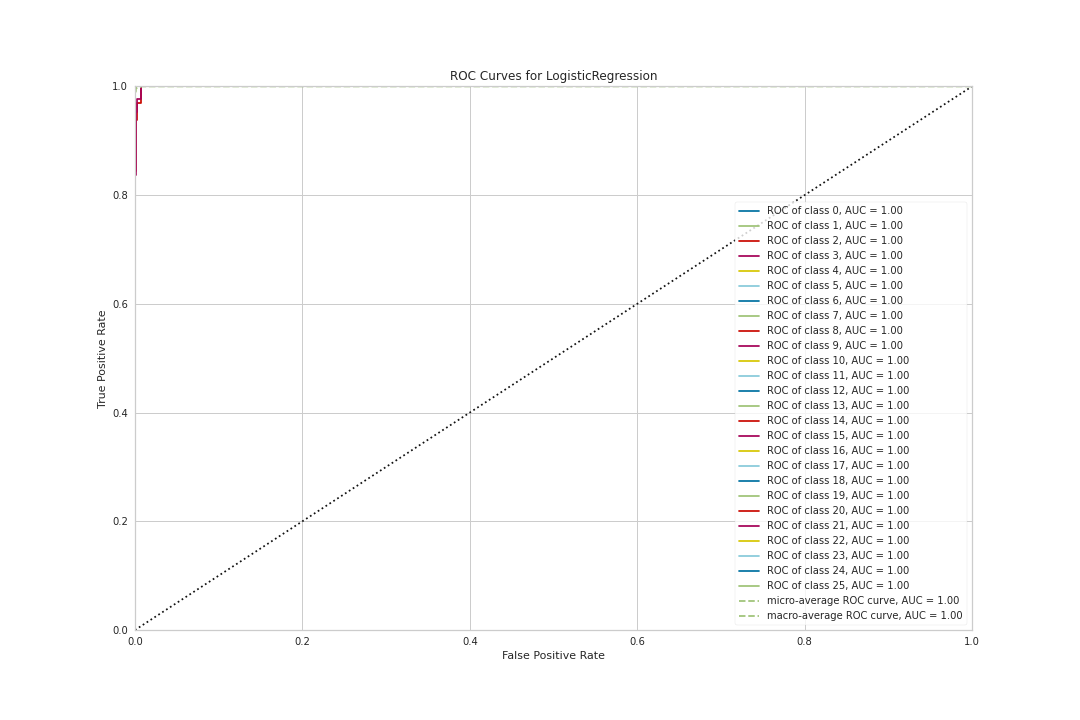 ROC Curves for LogisticRegression
1.0
0.8
0.6
0.4
0.2
0.0
True Positive Rate
ROC of class 0, AUC = 1.00
ROC of class 1, AUC = 1.00
ROC of class 2, AUC = 1.00
ROC of class 3, AUC = 1.00
ROC of class 4, AUC = 1.00
ROC of class 5, AUC = 1.00
ROC of class 6, AUC = 1.00
ROC of class 7, AUC = 1.00
ROC of class 8, AUC = 1.00
ROC of class 9, AUC = 1.00
ROC of class 10, AUC = 1.00
ROC of class 11, AUC = 1.00
ROC of class 12, AUC = 1.00
ROC of class 13, AUC = 1.00
ROC of class 14, AUC = 1.00
ROC of class 15, AUC = 1.00
ROC of class 16, AUC = 1.00
ROC of class 17, AUC = 1.00
ROC of class 18, AUC = 1.00
ROC of class 19, AUC = 1.00
ROC of class 20, AUC = 1.00
ROC of class 21, AUC = 1.00
ROC of class 22, AUC = 1.00
ROC of class 23, AUC = 1.00
ROC of class 24, AUC = 1.00
ROC of class 25, AUC = 1.00
micro-average ROC curve, AUC = 1.00
macro-average ROC curve, AUC = 1.00
0.0 0.2 0.4 0.6 0.8 1.0
False Positive Rate